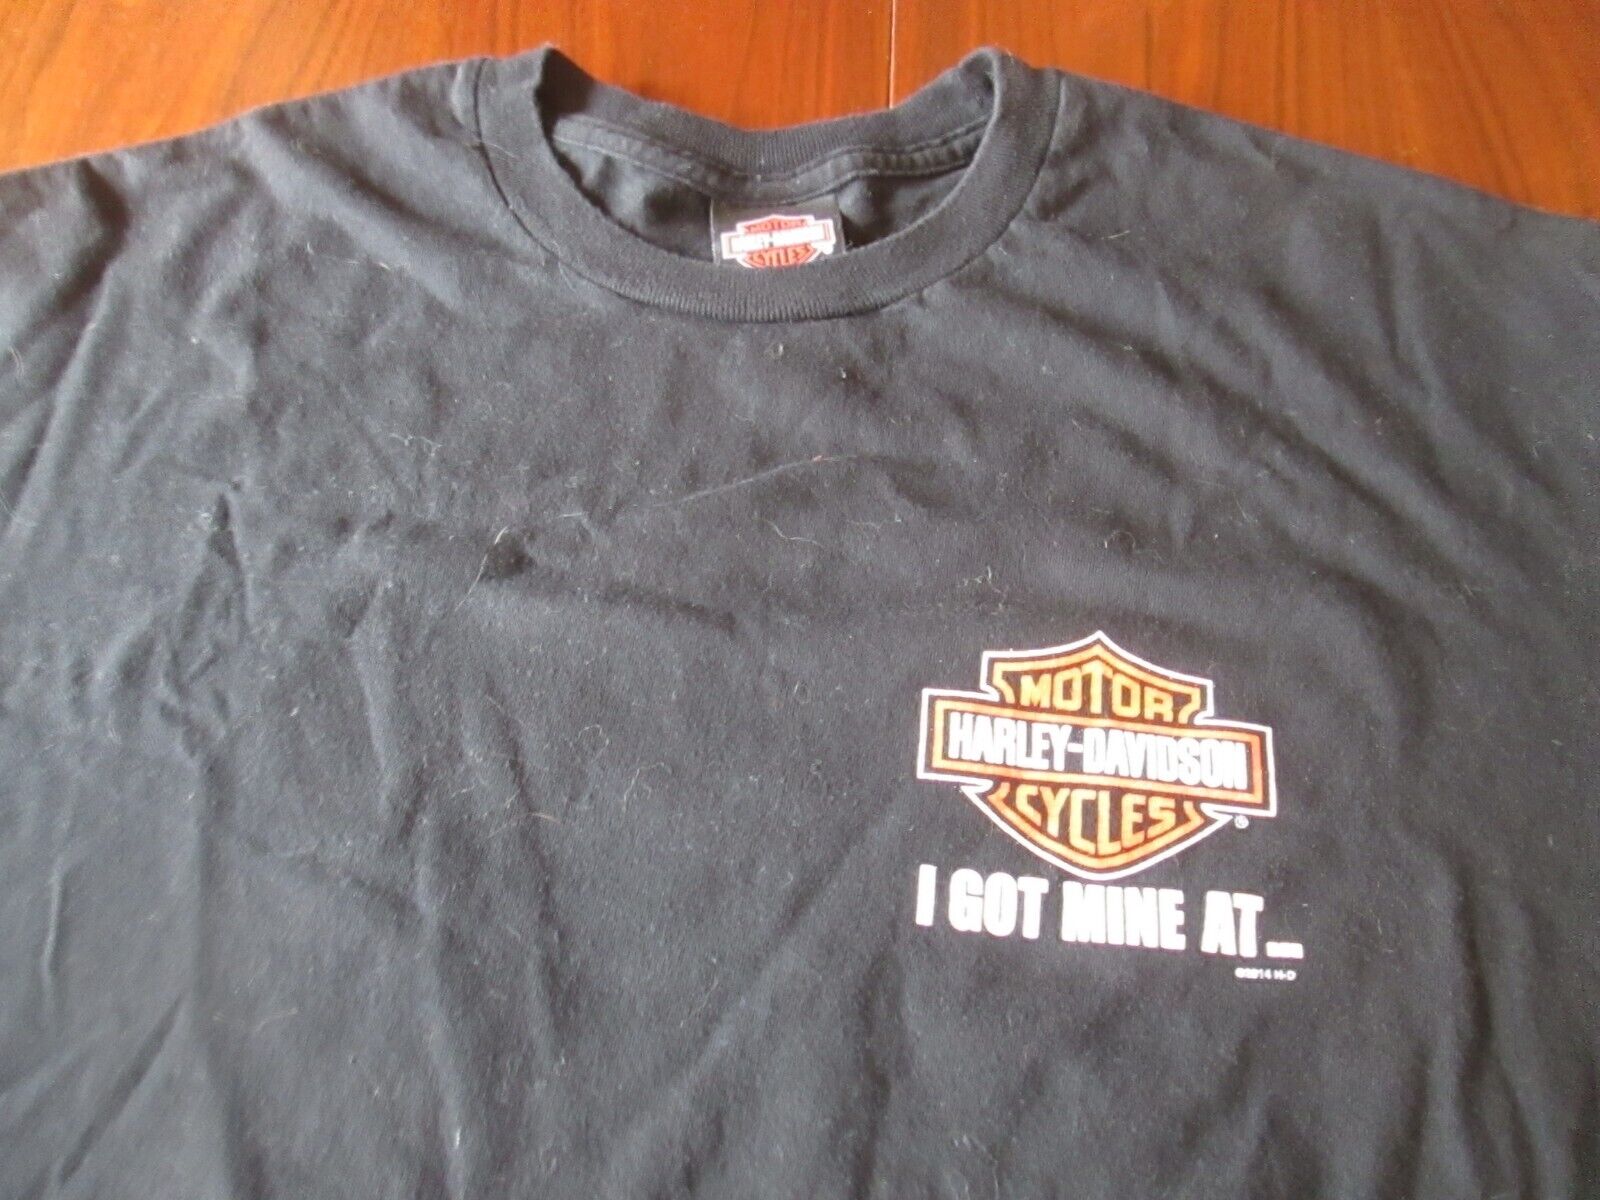 MOTOR
HARLEY-DAVIDSON
CYCLES
MOTOR
HARLEY-DAVIDSON
CYCLES
®
I GOT MINE AT...
©2014 H-D